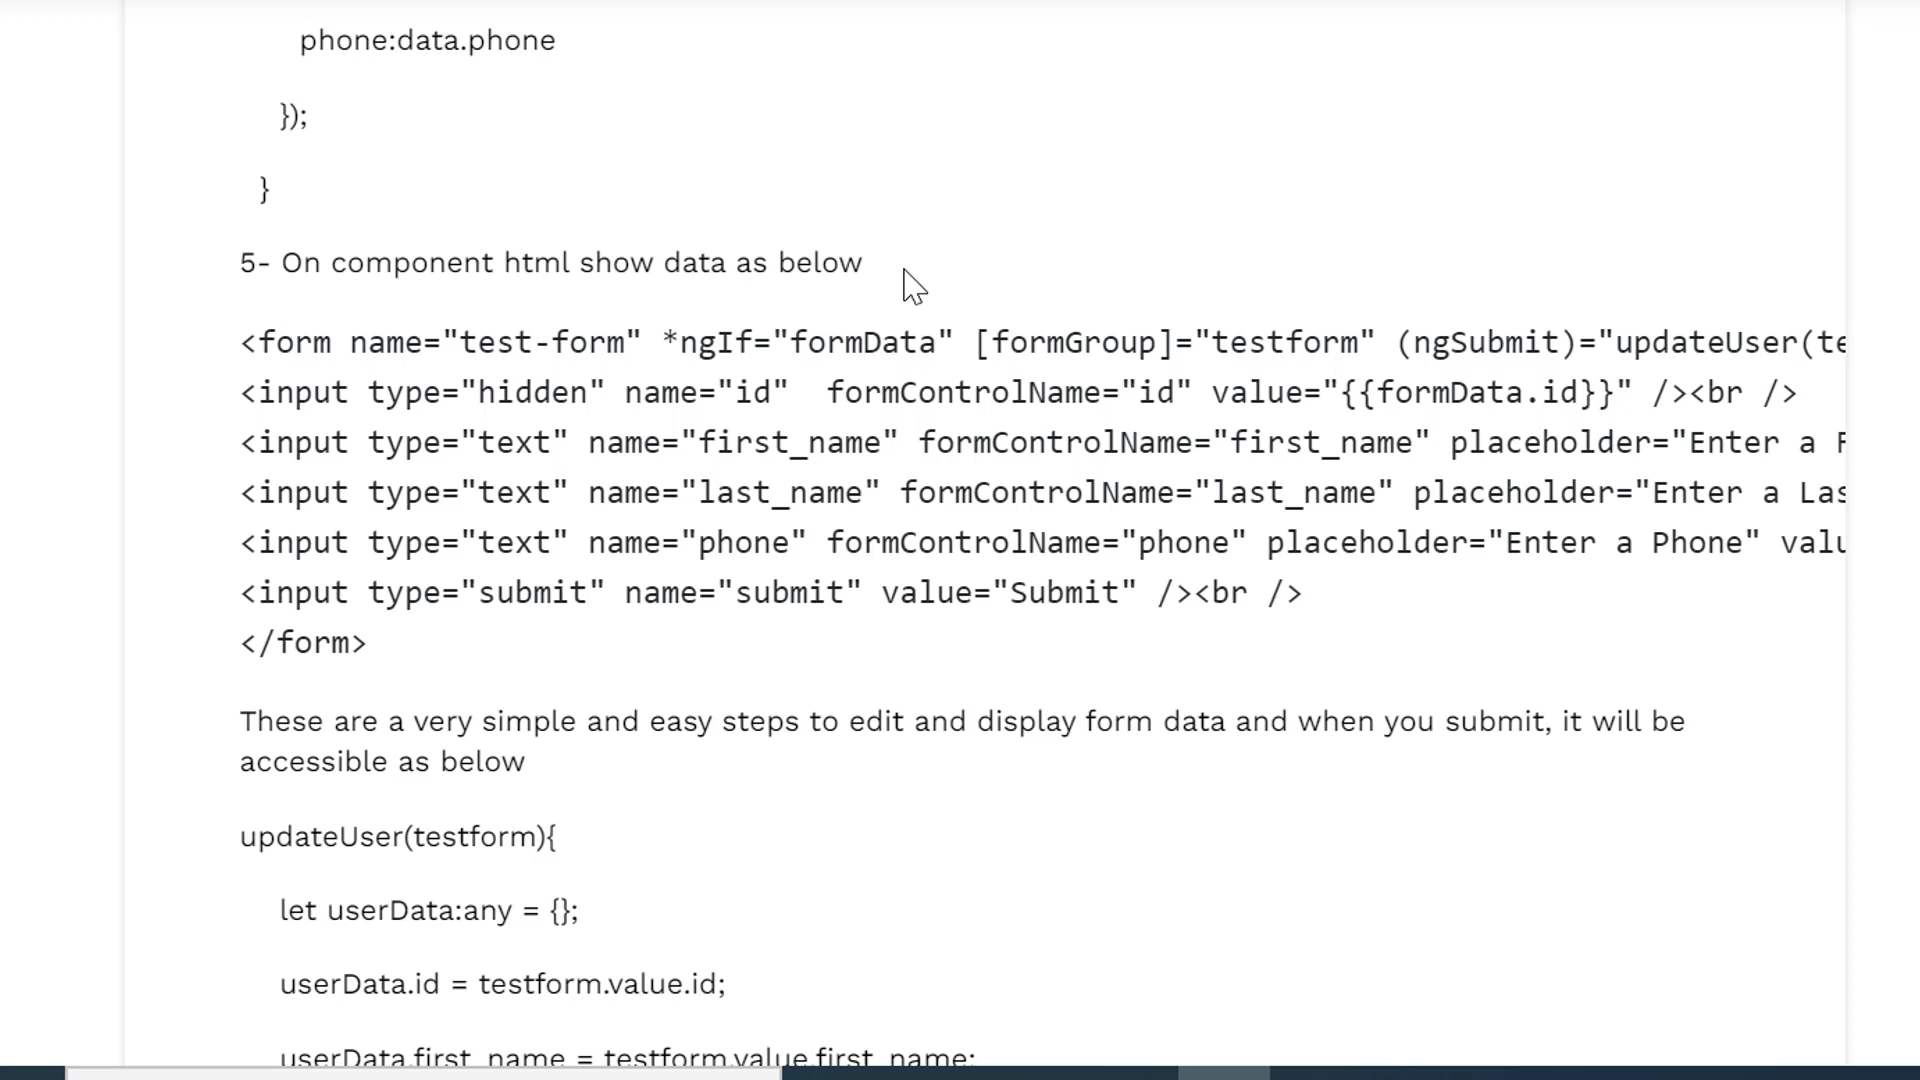 phone:data.phone
});
}
5- On component html show data as below
<form name="test-form" *ngIf="formData" [formGroup]="testform" (ngSubmit)="updateUser(te
<input type="hidden" name="id"  formControlName="id" value="{{formData.id}}" /><br />
<input type="text" name="first_name" formControlName="first_name" placeholder="Enter a F
<input type="text" name="last_name" formControlName="last_name" placeholder="Enter a Las
<input type="text" name="phone" formControlName="phone" placeholder="Enter a Phone" valu
<input type="submit" name="submit" value="Submit" /><br />
</form>
These are a very simple and easy steps to edit and display form data and when you submit, it will be
accessible as below
updateUser(testform){
let userData:any = {};
userData.id = testform.value.id;
userData.first_name = testform.value.first_name;